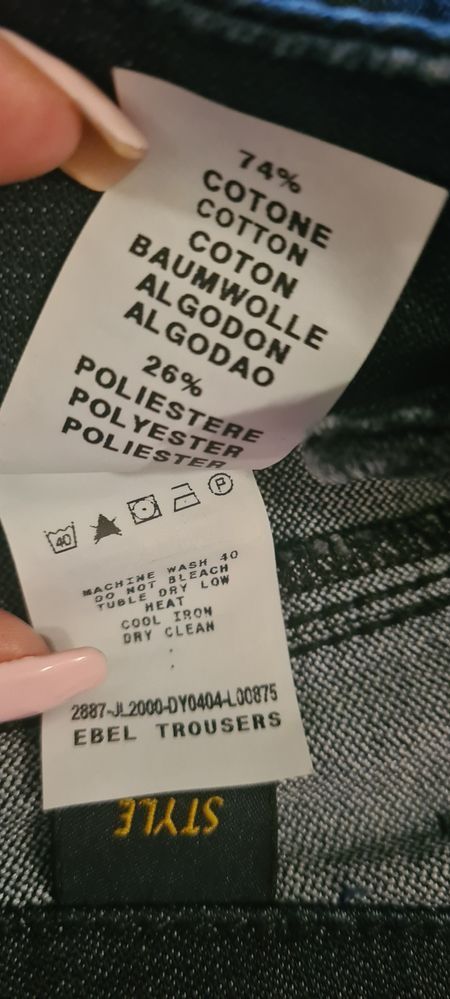 74%
COTONE
COTTON
COTON
BAUMWOLLE
ALGODON
ALGODAO
26%
POLIESTERE
POLYESTER
POLIESTER
40 P
MACHINE WASH 40
DO NOT BLEACH
TUBLE DRY LOW
HEAT
COOL IRON
DRY CLEAN
2887-JL2000-DY0404-L00875
EBEL TROUSERS
STYLE